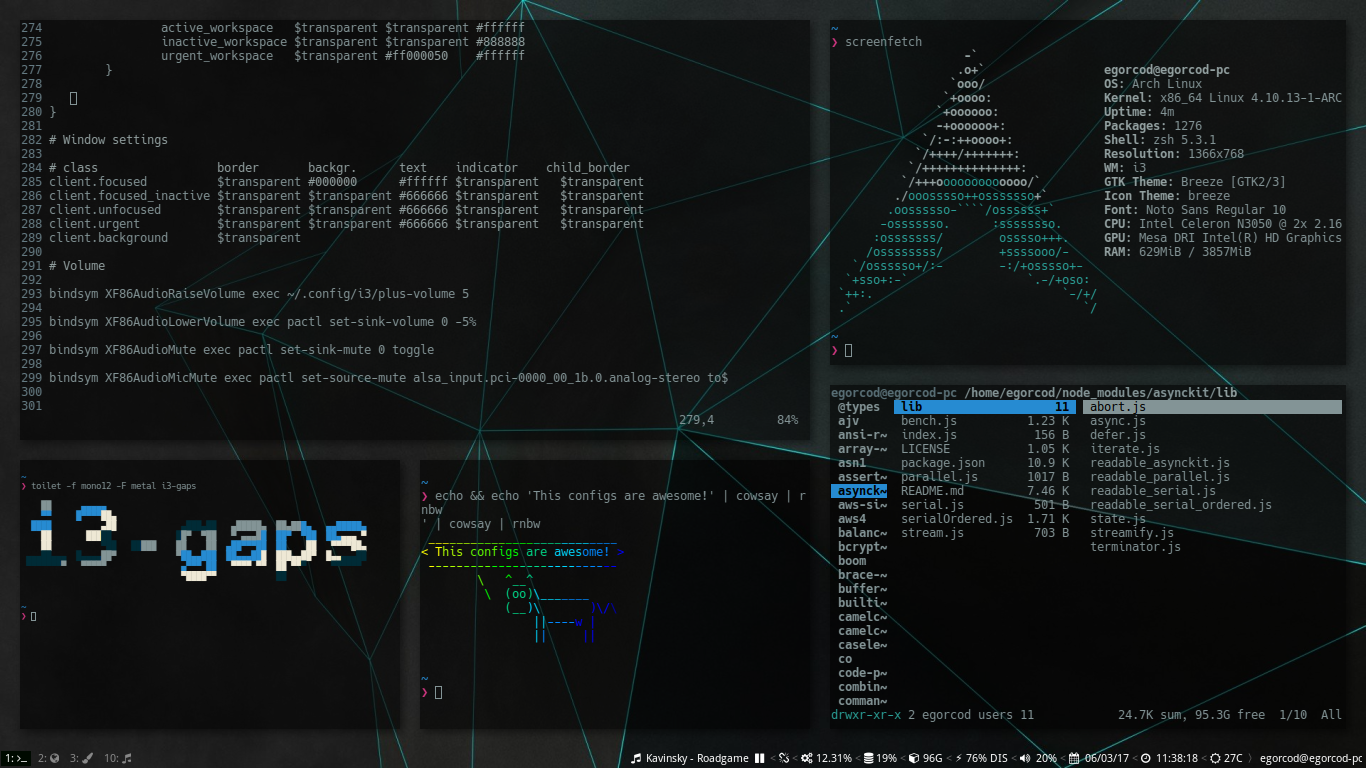 274                 active_workspace   $transparent $transparent #ffffff
275                 inactive_workspace $transparent $transparent #888888
276                 urgent_workspace   $transparent #ff000050    #ffffff
277         }
278
279
280 }
281
282 # Window settings
283
284 # class                 border       backgr.      text    indicator    child_border
285 client.focused          $transparent #000000      #ffffff $transparent   $transparent
286 client.focused_inactive $transparent $transparent #666666 $transparent   $transparent
287 client.unfocused        $transparent $transparent #666666 $transparent   $transparent
288 client.urgent           $transparent $transparent #666666 $transparent   $transparent
289 client.background       $transparent
290
291 # Volume
292
293 bindsym XF86AudioRaiseVolume exec ~/.config/i3/plus-volume 5
294
295 bindsym XF86AudioLowerVolume exec pactl set-sink-volume 0 -5%
296
297 bindsym XF86AudioMute exec pactl set-sink-mute 0 toggle
298
299 bindsym XF86AudioMicMute exec pactl set-source-mute alsa_input.pci-0000_00_1b.0.analog-stereo to$
300
301
279,4         84%
~
❯ screenfetch
egorcod@egorcod-pc
OS: Arch Linux
Kernel: x86_64 Linux 4.10.13-1-ARC
Uptime: 4m
Packages: 1276
Shell: zsh 5.3.1
Resolution: 1366x768
WM: i3
GTK Theme: Breeze [GTK2/3]
Icon Theme: breeze
Font: Noto Sans Regular 10
CPU: Intel Celeron N3050 @ 2x 2.16
GPU: Mesa DRI Intel(R) HD Graphics
RAM: 629MiB / 3857MiB
~
❯
~
❯ toilet -f mono12 -F metal i3-gaps
i3-gaps
~
❯
~
❯ echo && echo 'This configs are awesome!' | cowsay | r
nbw
' | cowsay | rnbw
 ___________________________
< This configs are awesome! >
 ---------------------------
        \   ^__^
         \  (oo)\_______
            (__)\       )\/\
                ||----w |
                ||     ||
~
❯
egorcod@egorcod-pc /home/egorcod/node_modules/asynckit/lib
@types   lib                11   abort.js
ajv      bench.js       1.23 K   async.js
ansi-r~  index.js        156 B   defer.js
array-~  LICENSE        1.05 K   iterate.js
asn1     package.json   10.9 K   readable_asynckit.js
assert~  parallel.js    1017 B   readable_parallel.js
asynck~  README.md      7.46 K   readable_serial.js
aws-si~  serial.js       501 B   readable_serial_ordered.js
aws4     serialOrdered.js  1.71 K   state.js
balanc~  stream.js       703 B   streamify.js
bcrypt~                          terminator.js
boom
brace-~
buffer~
builti~
camelc~
camelc~
casele~
co
code-p~
combin~
comman~
drwxr-xr-x 2 egorcod users 11            24.7K sum, 95.3G free  1/10  All
1: 2: 3: 10: Kavinsky - Roadgame < < 12.31% < 19% < 96G < 76% DIS < 20% < 06/03/17 < 11:38:18 < 27C 〉 egorcod@egorcod-pc